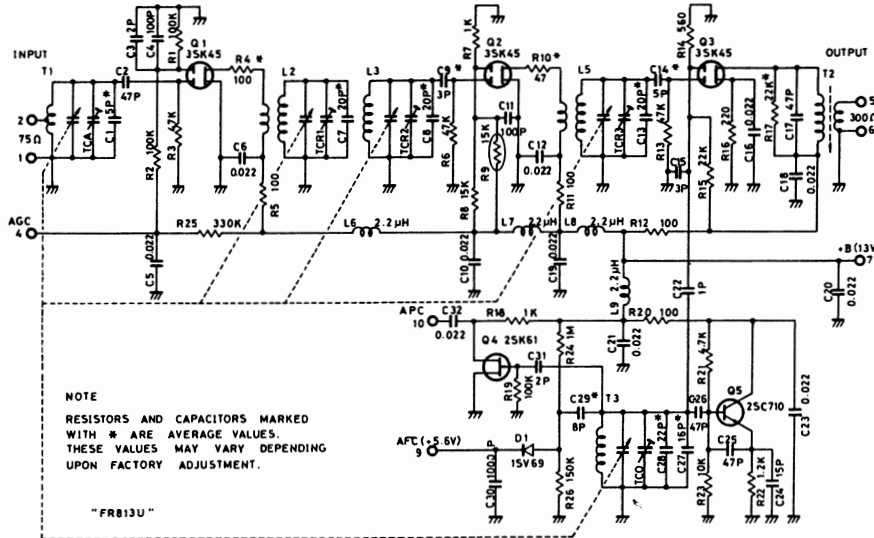 INPUT
T1
2
75Ω
1
AGC
4
C3 2P
C4 100P
R1 100K
Q1
3SK45
R4 *
100
C2
47P
TCA
C1 5P*
R2 100K
C6
0.022
R5 100
R25 330K
C5 0.022
L2
TCR1
C7 20P*
L3
TCR2
C8 20P*
C9 *
3P
R6 47K
R7 1K
Q2
3SK45
R10 *
47
C11
100P
15K
R9
C12
0.022
R8 15K
R11 100
L6 2.2μH
L7 22μH
L8 2.2μH
R12 100
C10 0.022
C19 0.022
L5
TCR3
C13 20P*
C14
5P *
R13 47K
C15
3P
R14 560
Q3
3SK45
R15 22K
R16 220
C16 0.022
R17 22K*
C17 47P
C18
0.022
T2
OUTPUT
5
300Ω
6
+B (13V)
7
C20 0.022
C22 1P
L9 2.2μH
APC
10
C32
0.022
R18 1K
R20 100
C21 0.022
Q4 2SK61
R19 100K
C31
2P
R24 1M
C29 *
8P
T3
TCO
C28 22P*
C27 16P*
C26
47P
R21 4.7K
Q5
2SC710
C23 0.022
C25
47P
R23 10K
R22 1.2K
C24 15P
AFC (+5.6V)
9
C30 1000P
D1
1SV69
R26 150K
NOTE
RESISTORS AND CAPACITORS MARKED
WITH * ARE AVERAGE VALUES.
THESE VALUES MAY VARY DEPENDING
UPON FACTORY ADJUSTMENT.
"FR813U"